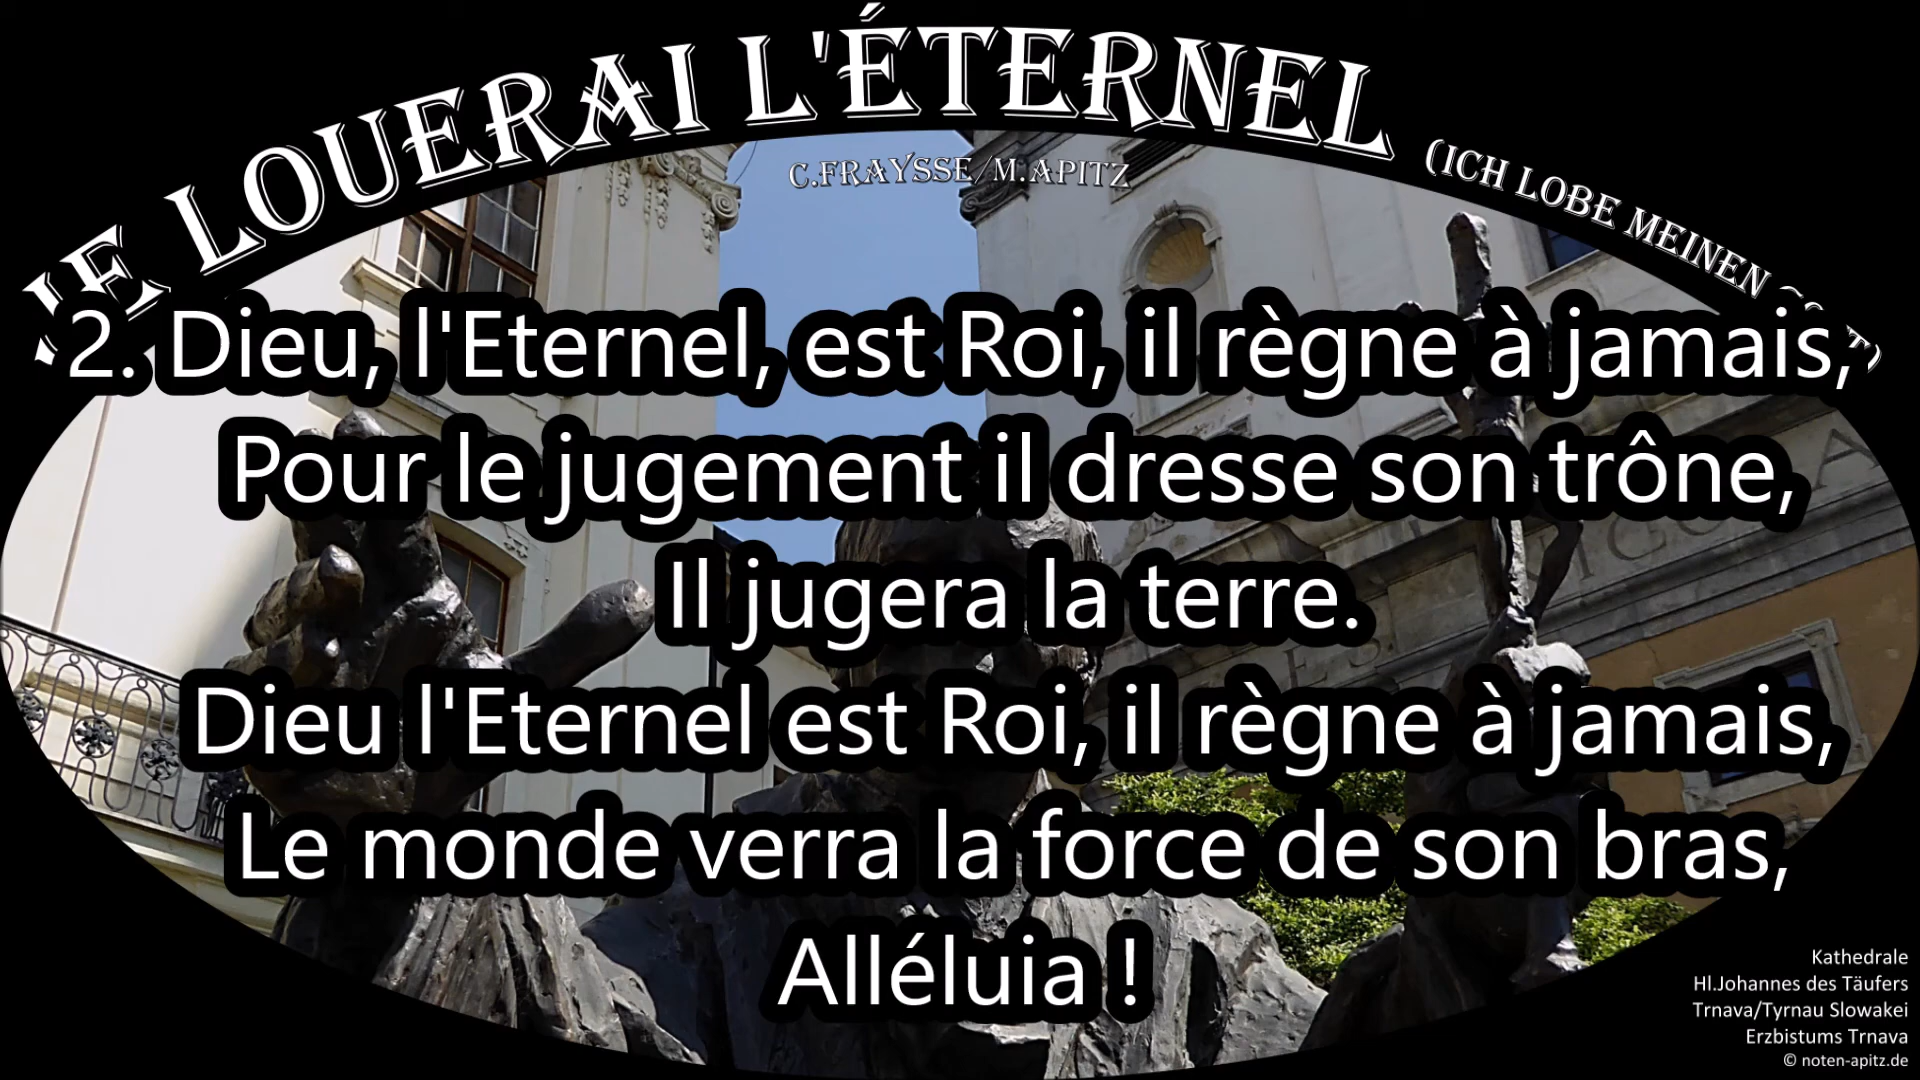 JE LOUERAI L'ÉTERNEL (ICH LOBE MEINEN
C.FRAYSSE/M.APITZ
2. Dieu, l'Eternel, est Roi, il règne à jamais,
Pour le jugement il dresse son trône,
Il jugera la terre.
Dieu l'Eternel est Roi, il règne à jamais,
Le monde verra la force de son bras,
Alléluia !
Kathedrale
Hl.Johannes des Täufers
Trnava/Tyrnau Slowakei
Erzbistums Trnava
© noten-apitz.de